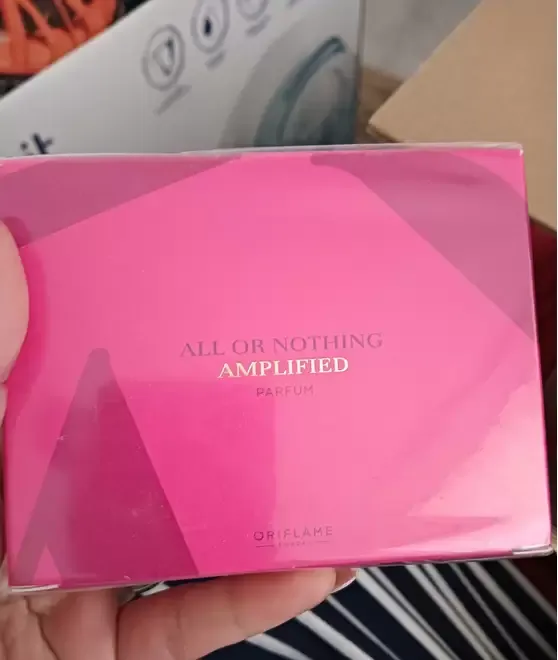 ALL OR NOTHING
AMPLIFIED
PARFUM
ORIFLAME